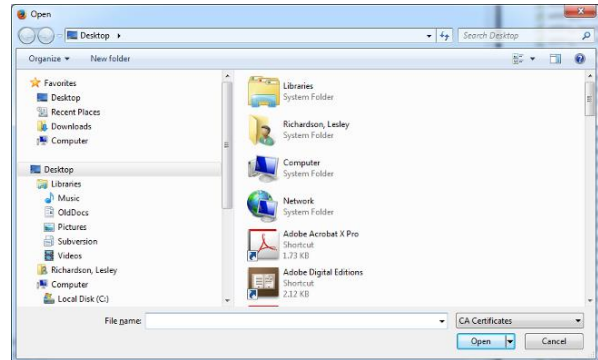 Open
Desktop
Search Desktop
Organize
New folder
Favorites
Desktop
Recent Places
Downloads
Computer
Desktop
Libraries
Music
OldDocs
Pictures
Subversion
Videos
Richardson, Lesley
Computer
Local Disk (C:)
Libraries
System Folder
Richardson, Lesley
System Folder
Computer
System Folder
Network
System Folder
Adobe Acrobat X Pro
Shortcut
1.73 KB
Adobe Digital Editions
Shortcut
2.12 KB
File name:
CA Certificates
Open
Cancel